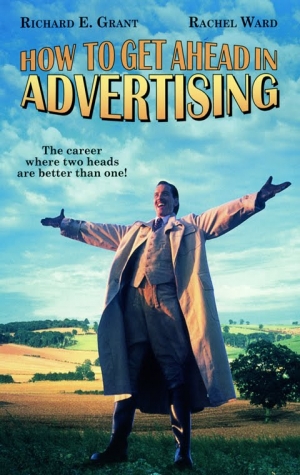 RICHARD E. GRANT RACHEL WARD
HOW TO GET AHEAD IN
ADVERTISING
The career
where two heads
are better than one!